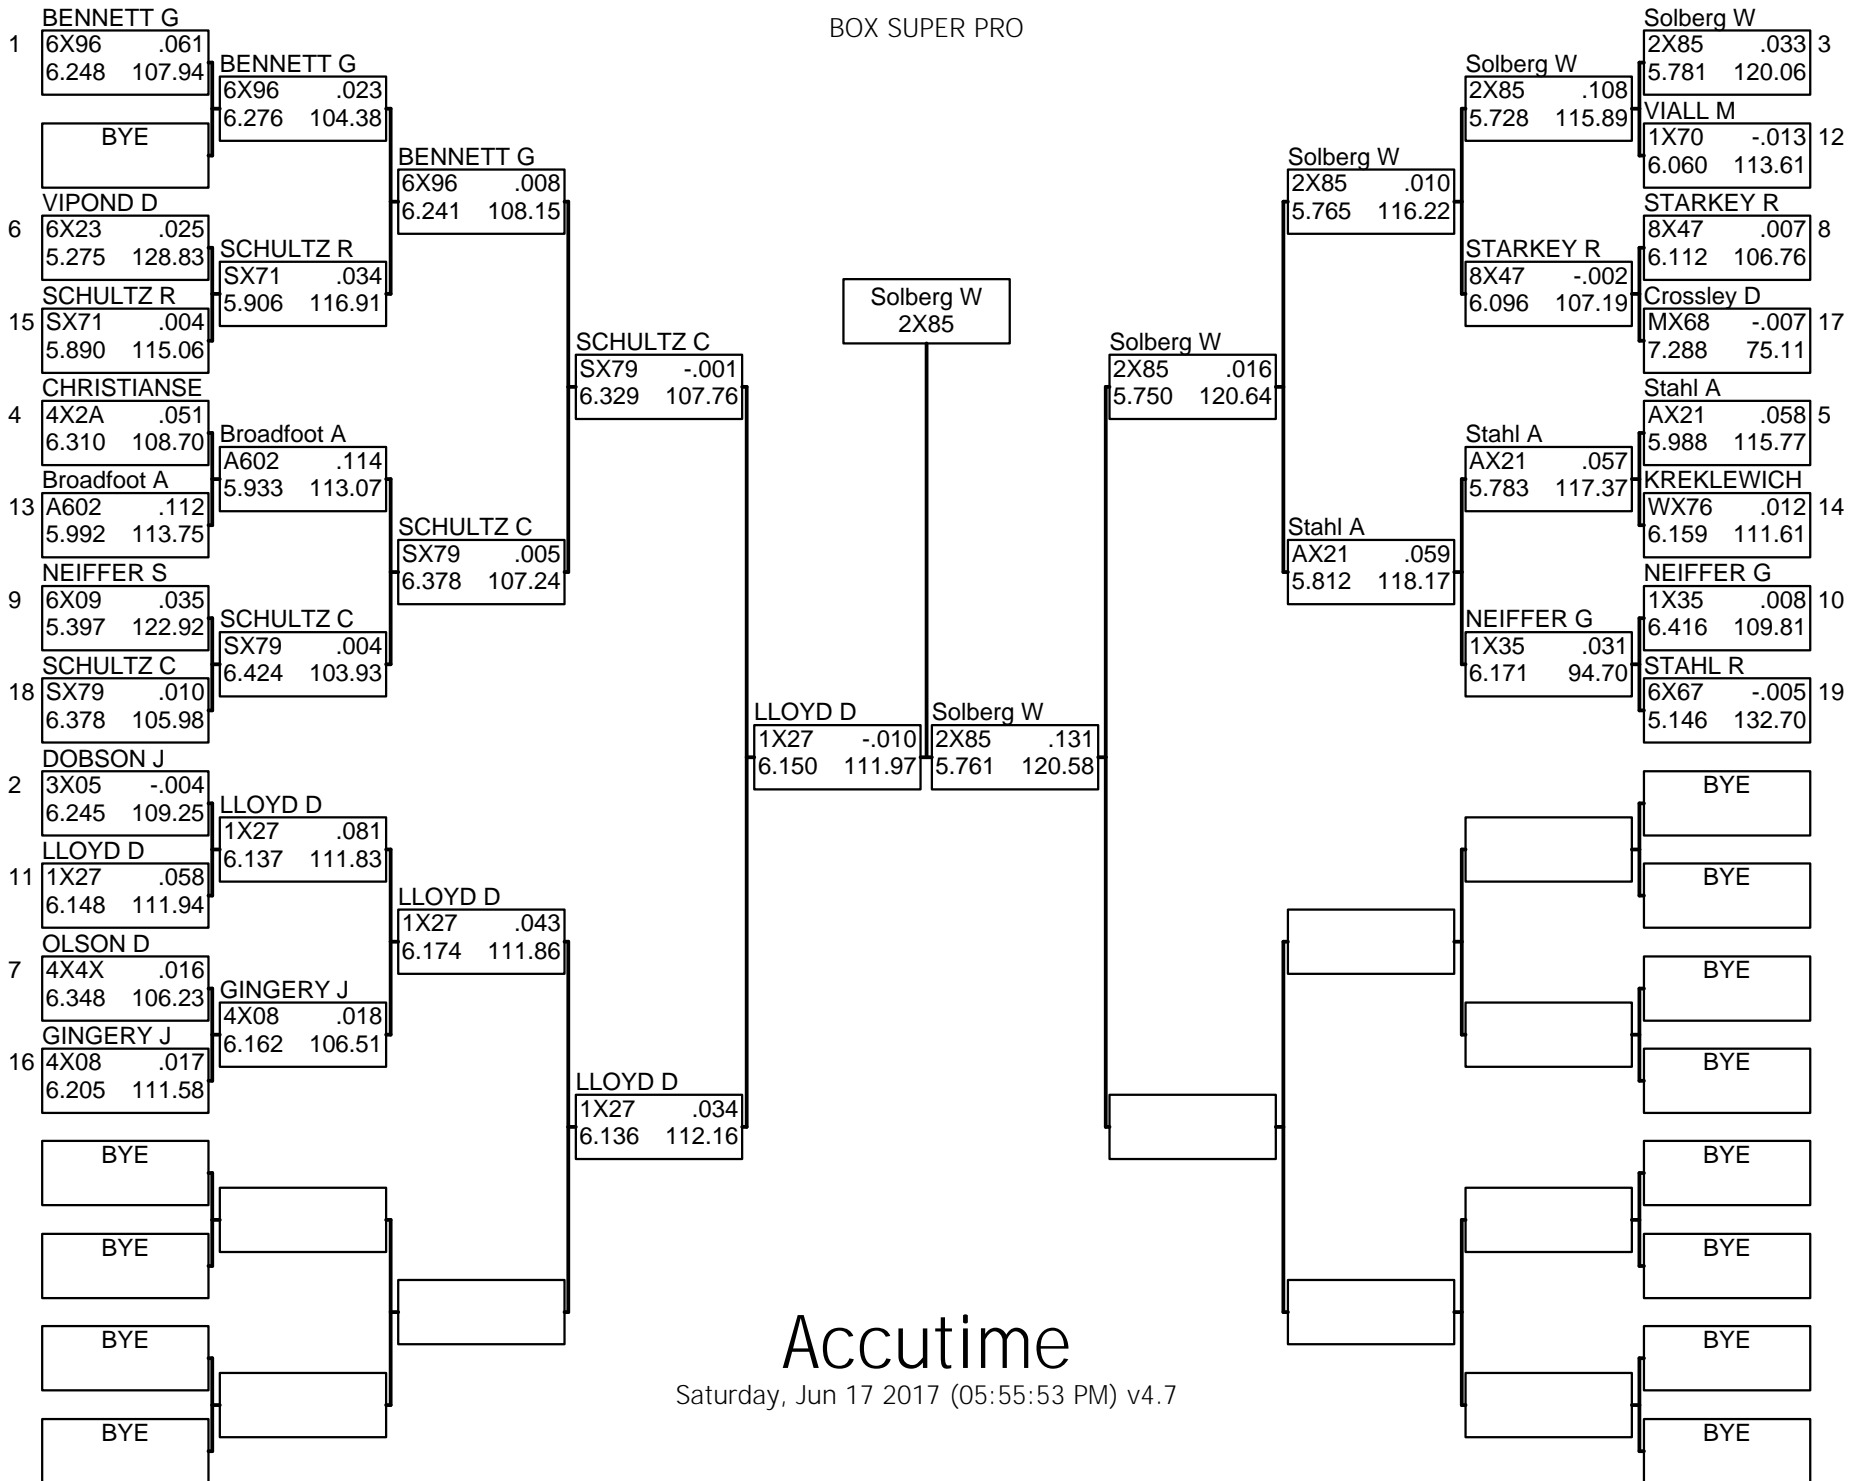 BOX SUPER PRO
BENNETT G
1 6X96 .061
6.248 107.94
BYE
VIPOND D
6 6X23 .025
5.275 128.83
SCHULTZ R
15 SX71 .004
5.890 115.06
CHRISTIANSE
4 4X2A .051
6.310 108.70
Broadfoot A
13 A602 .112
5.992 113.75
NEIFFER S
9 6X09 .035
5.397 122.92
SCHULTZ C
18 SX79 .010
6.378 105.98
DOBSON J
2 3X05 -.004
6.245 109.25
LLOYD D
11 1X27 .058
6.148 111.94
OLSON D
7 4X4X .016
6.348 106.23
GINGERY J
16 4X08 .017
6.205 111.58
BYE
BYE
BYE
BYE
BENNETT G
6X96 .023
6.276 104.38
SCHULTZ R
SX71 .034
5.906 116.91
Broadfoot A
A602 .114
5.933 113.07
SCHULTZ C
SX79 .004
6.424 103.93
LLOYD D
1X27 .081
6.137 111.83
GINGERY J
4X08 .018
6.162 106.51
BENNETT G
6X96 .008
6.241 108.15
SCHULTZ C
SX79 .005
6.378 107.24
LLOYD D
1X27 .043
6.174 111.86
SCHULTZ C
SX79 -.001
6.329 107.76
LLOYD D
1X27 .034
6.136 112.16
LLOYD D
1X27 -.010
6.150 111.97
Solberg W
2X85
Solberg W
2X85 .131
5.761 120.58
Solberg W
2X85 .016
5.750 120.64
Solberg W
2X85 .010
5.765 116.22
Stahl A
AX21 .059
5.812 118.17
Solberg W
2X85 .108
5.728 115.89
STARKEY R
8X47 -.002
6.096 107.19
Stahl A
AX21 .057
5.783 117.37
NEIFFER G
1X35 .031
6.171 94.70
Solberg W
2X85 .033 3
5.781 120.06
VIALL M
1X70 -.013 12
6.060 113.61
STARKEY R
8X47 .007 8
6.112 106.76
Crossley D
MX68 -.007 17
7.288 75.11
Stahl A
AX21 .058 5
5.988 115.77
KREKLEWICH
WX76 .012 14
6.159 111.61
NEIFFER G
1X35 .008 10
6.416 109.81
STAHL R
6X67 -.005 19
5.146 132.70
BYE
BYE
BYE
BYE
BYE
BYE
BYE
BYE
Accutime
Saturday, Jun 17 2017 (05:55:53 PM) v4.7